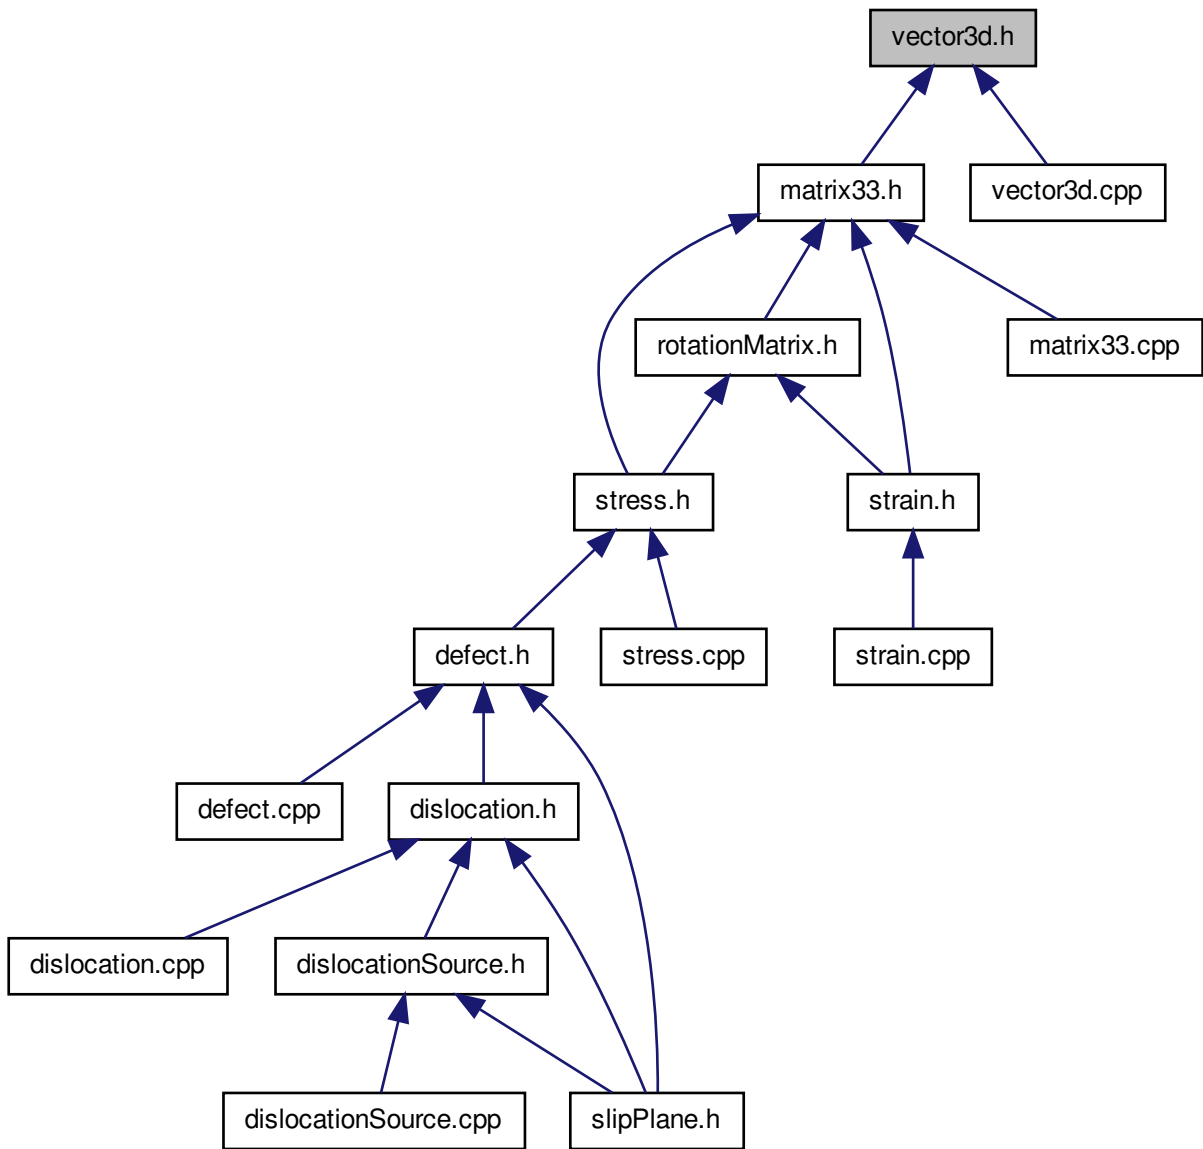 vector3d.h
matrix33.h
vector3d.cpp
rotationMatrix.h
matrix33.cpp
stress.h
strain.h
defect.h
stress.cpp
strain.cpp
defect.cpp
dislocation.h
dislocation.cpp
dislocationSource.h
dislocationSource.cpp
slipPlane.h